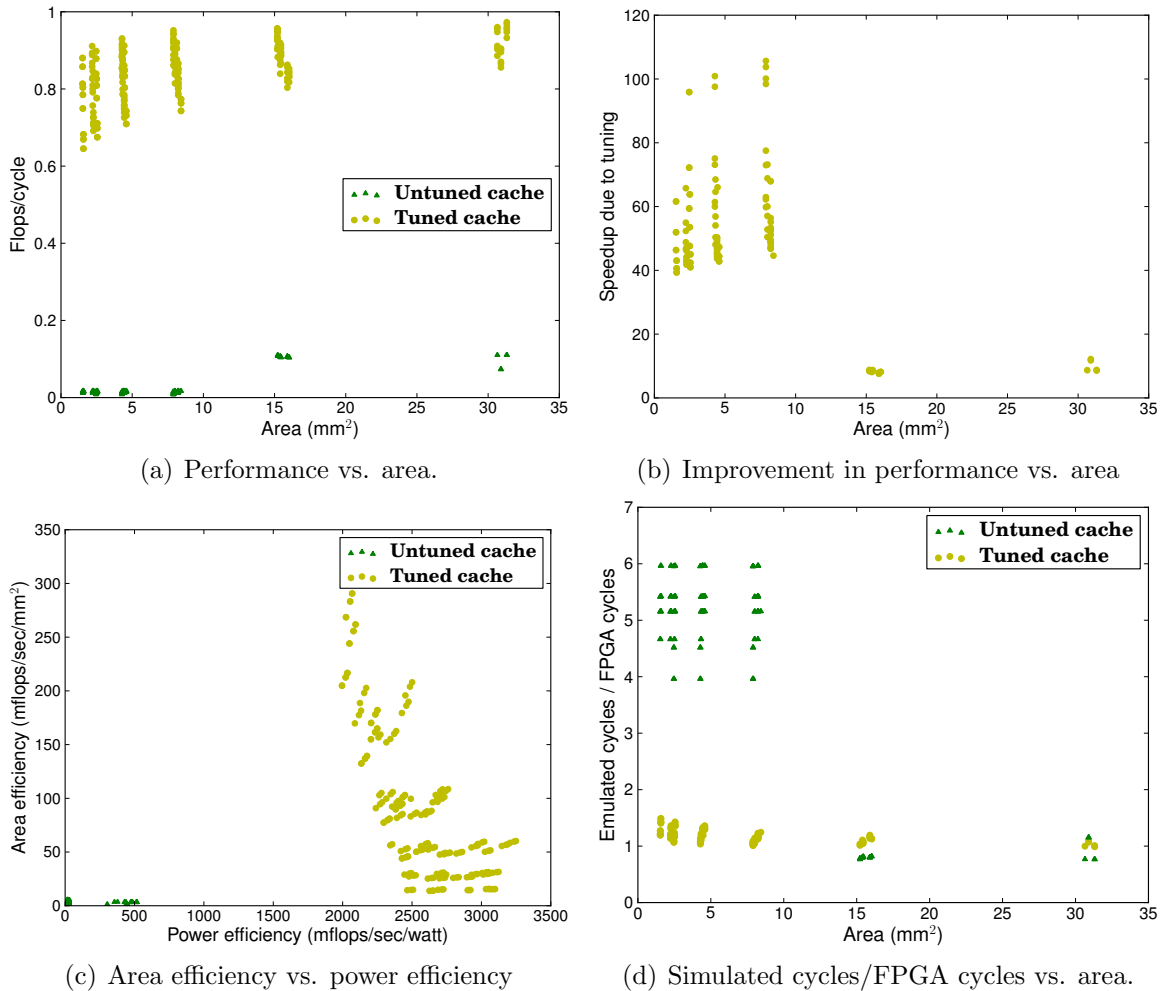 1
0.8
0.6
0.4
0.2
0
Flops/cycle
Untuned cache
Tuned cache
0 5 10 15 20 25 30 35
Area (mm²)
(a) Performance vs. area.
120
100
80
60
40
20
0
Speedup due to tuning
0 5 10 15 20 25 30 35
Area (mm²)
(b) Improvement in performance vs. area
350
300
250
200
150
100
50
0
Area efficiency (mflops/sec/mm²)
Untuned cache
Tuned cache
0 500 1000 1500 2000 2500 3000 3500
Power efficiency (mflops/sec/watt)
(c) Area efficiency vs. power efficiency
7
6
5
4
3
2
1
0
Emulated cycles / FPGA cycles
Untuned cache
Tuned cache
0 5 10 15 20 25 30 35
Area (mm²)
(d) Simulated cycles/FPGA cycles vs. area.